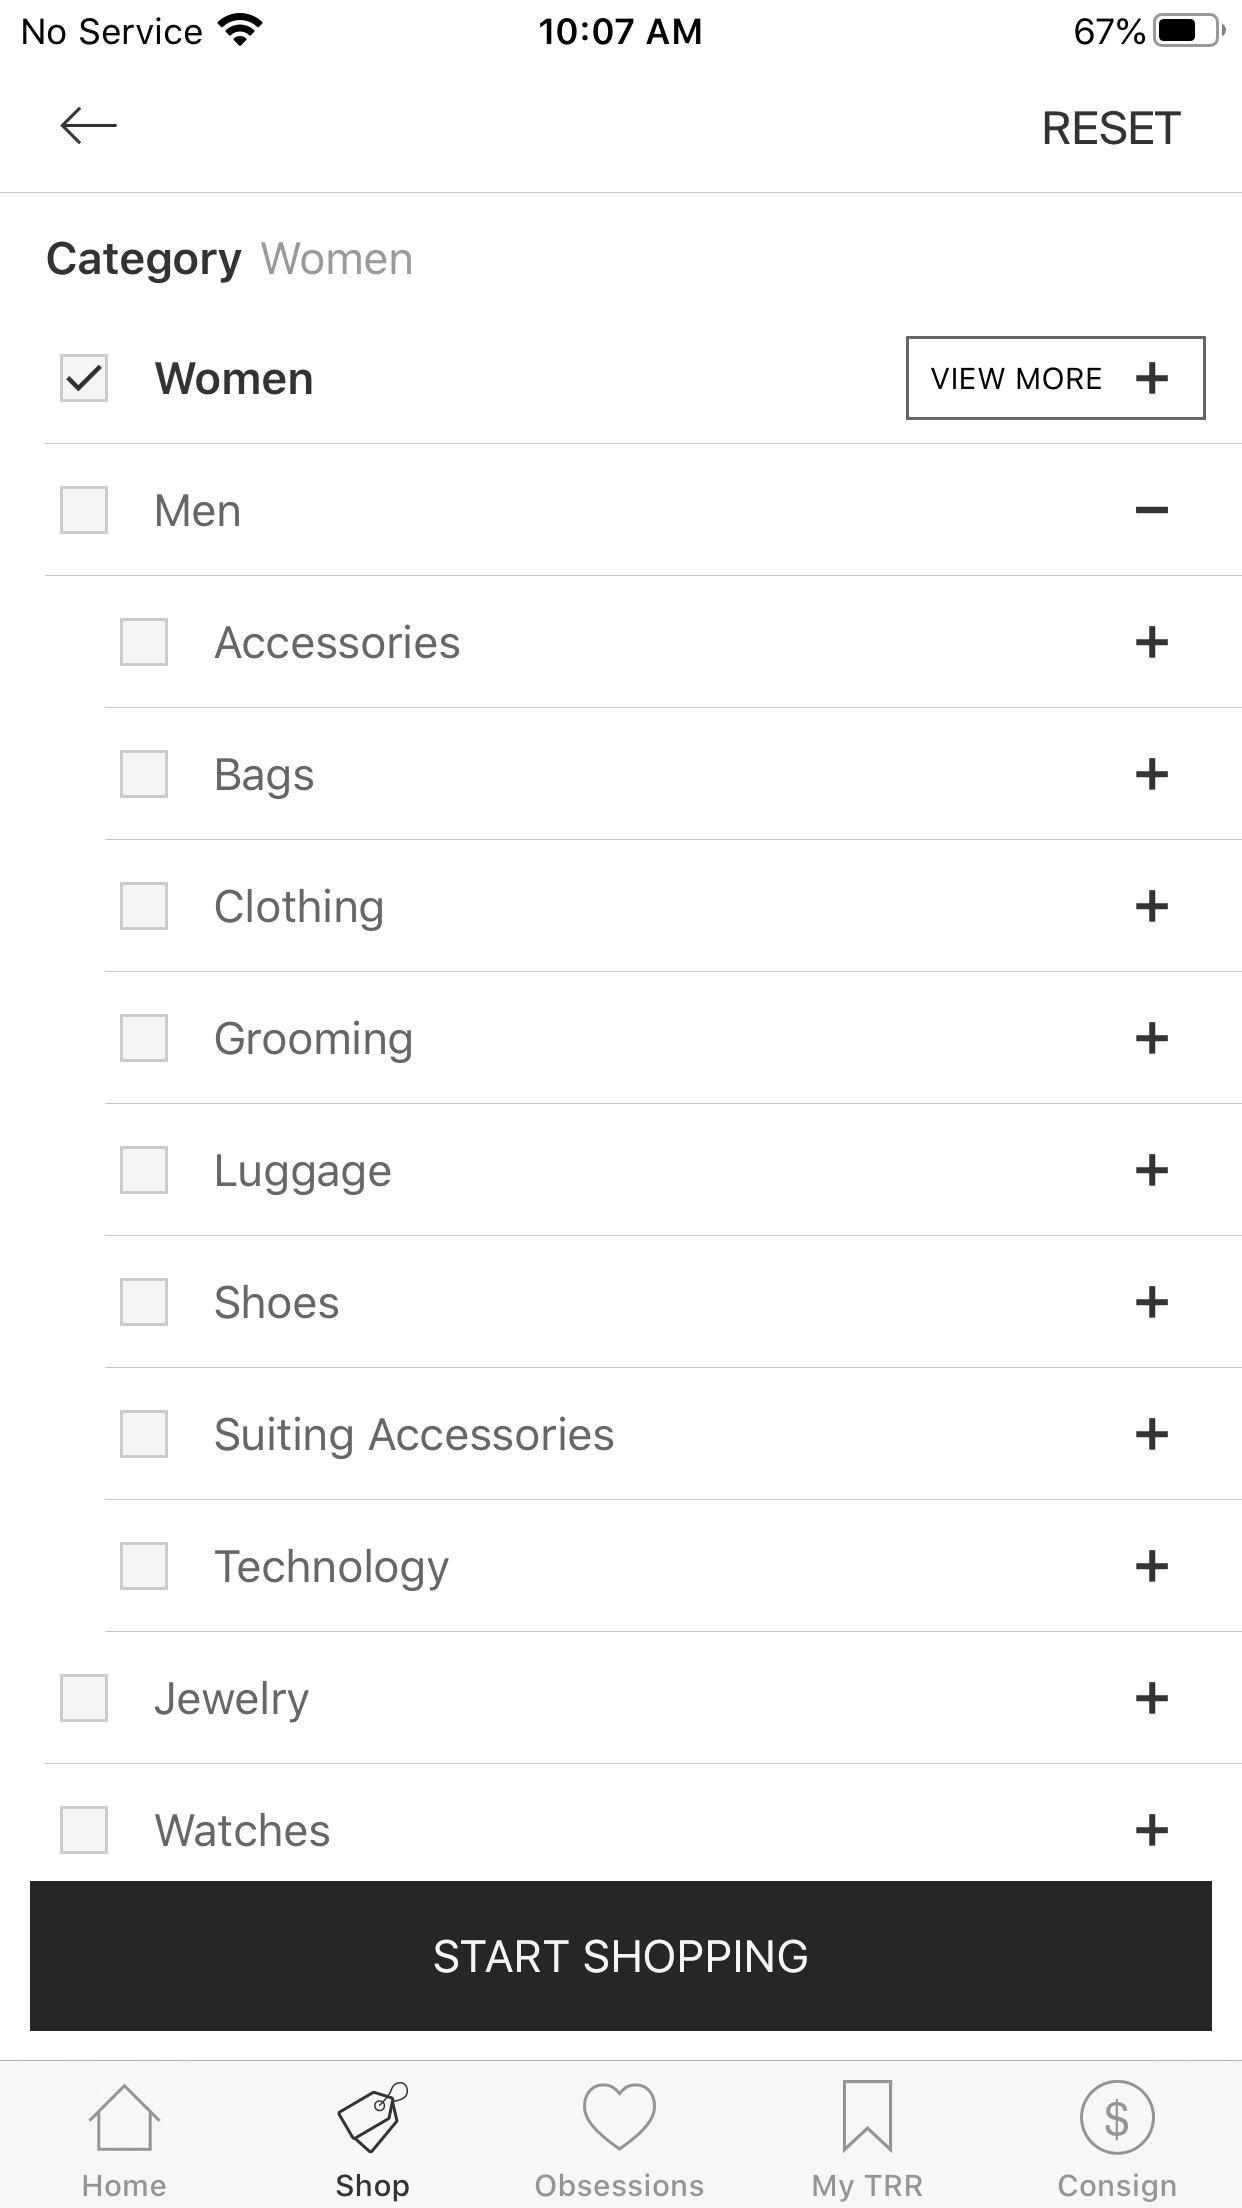 No Service 10:07 AM 67%
RESET
Category Women
Women VIEW MORE +
Men
Accessories
Bags
Clothing
Grooming
Luggage
Shoes
Suiting Accessories
Technology
Jewelry
Watches
START SHOPPING
Home Shop Obsessions My TRR Consign